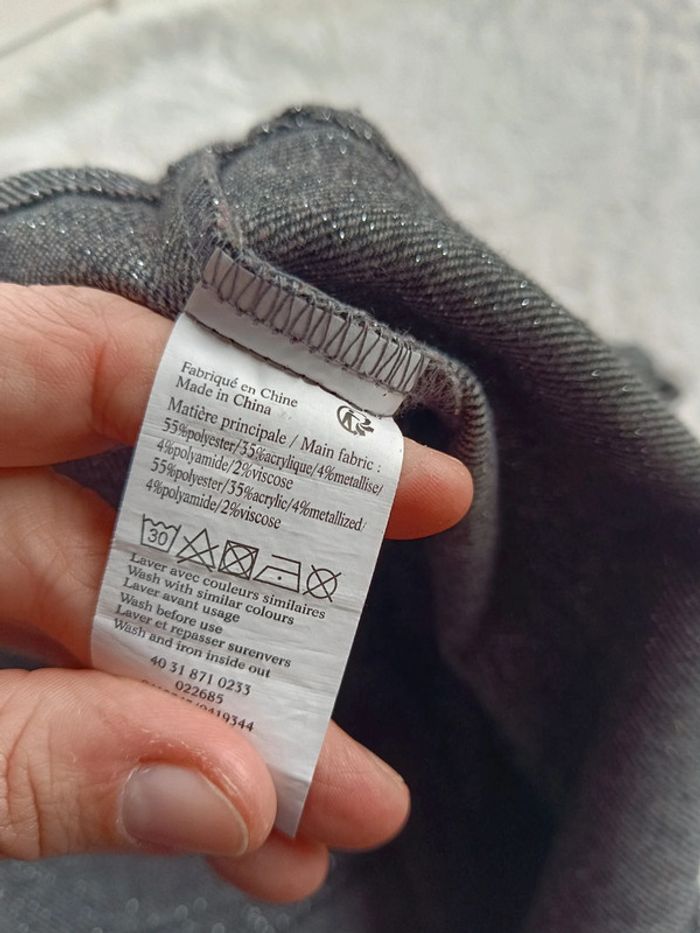 Fabriqué en Chine
Made in China
Matière principale / Main fabric :
55%polyester/35%acrylique/4%metallise/
4%polyamide/2%viscose
55%polyester/35%acrylic/4%metallized/
4%polyamide/2%viscose
30
Laver avec couleurs similaires
Wash with similar colours
Laver avant usage
Wash before use
Laver et repasser surenvers
Wash and iron inside out
40 31 871 0233
022685
/0419344